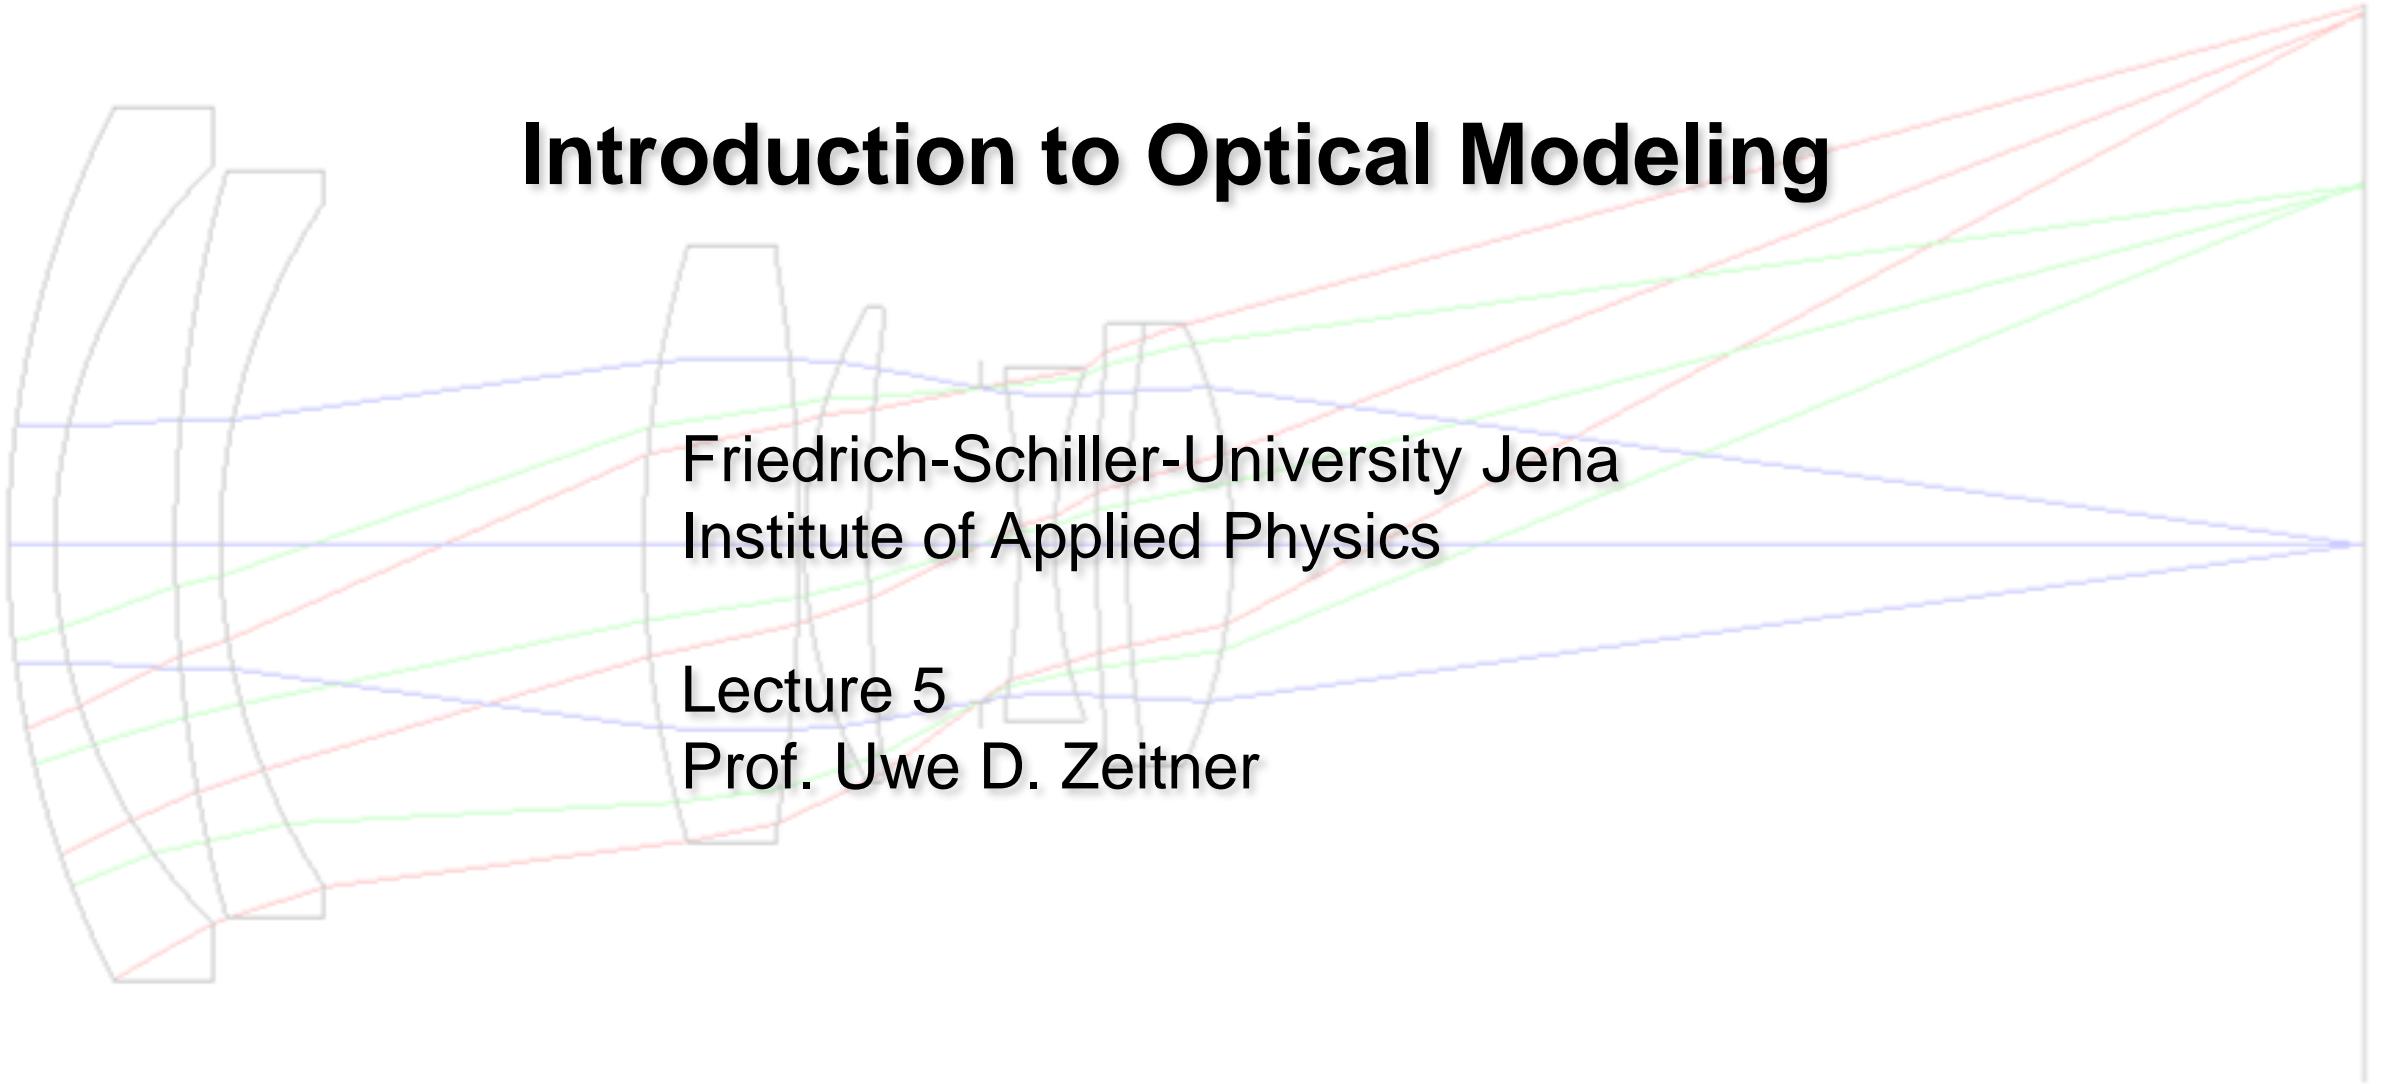 Introduction to Optical Modeling
Friedrich-Schiller-University Jena
Institute of Applied Physics
Lecture 5
Prof. Uwe D. Zeitner